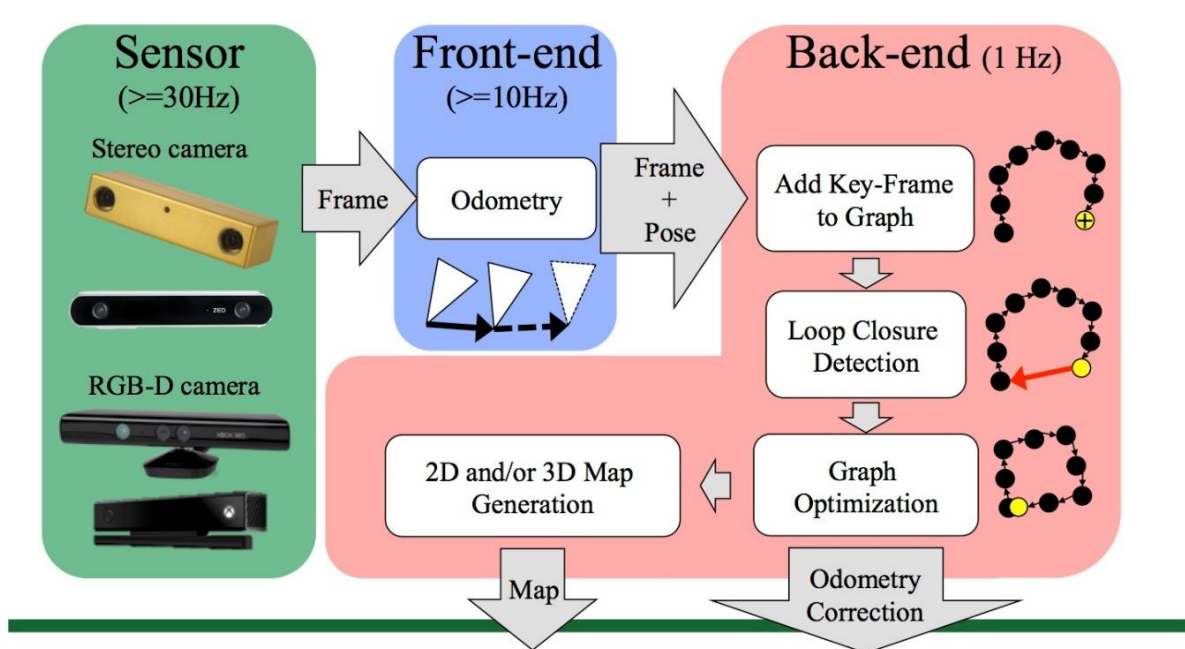 Sensor
(>=30Hz)
Stereo camera
ZED
RGB-D camera
XBOX 360
Frame
Front-end
(>=10Hz)
Odometry
Frame
+
Pose
Back-end (1 Hz)
Add Key-Frame
to Graph
Loop Closure
Detection
Graph
Optimization
2D and/or 3D Map
Generation
Map
Odometry
Correction